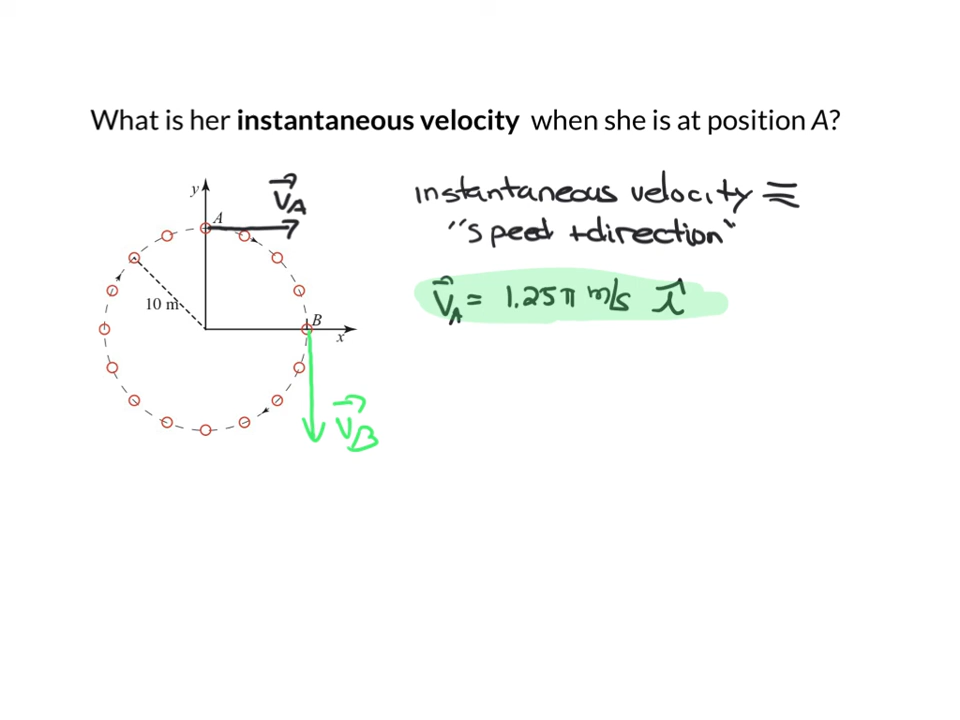 What is her instantaneous velocity when she is at position A?
y
V⃗A
A
instantaneous velocity ≡
"speed + direction"
10 m
V⃗A = 1.25π m/s i⃗
B
x
V⃗B